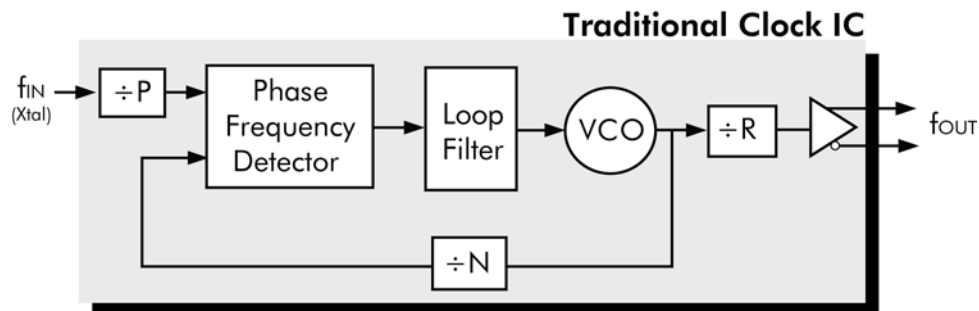 Traditional Clock IC
fIN
(Xtal)
÷P
Phase
Frequency
Detector
Loop
Filter
VCO
÷R
fOUT
÷N